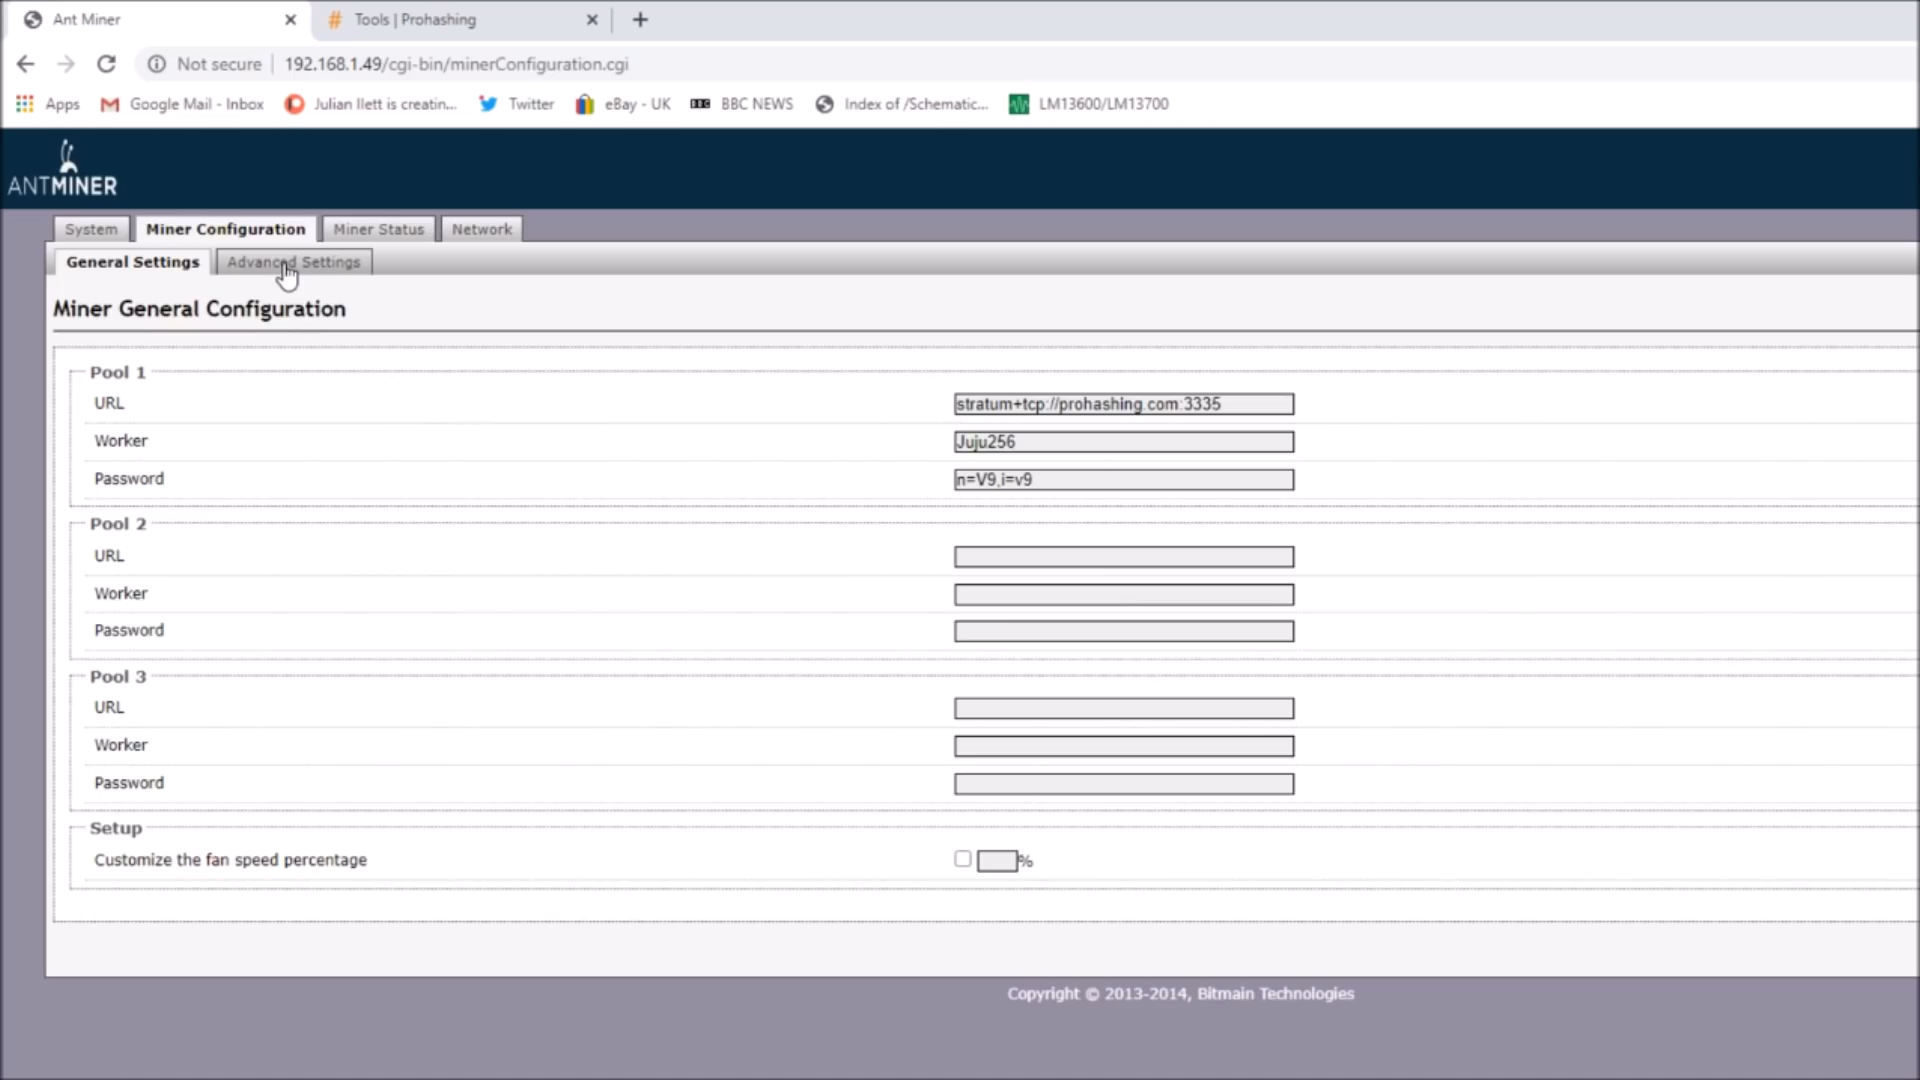 Ant Miner
Tools | Prohashing
Not secure 192.168.1.49/cgi-bin/minerConfiguration.cgi
Apps Google Mail - Inbox Julian Ilett is creatin... Twitter eBay - UK BBC BBC NEWS Index of /Schematic... LM13600/LM13700
ANTMINER
System Miner Configuration Miner Status Network
General Settings Advanced Settings
Miner General Configuration
Pool 1
URL stratum+tcp://prohashing.com:3335
Worker Juju256
Password n=V9,i=v9
Pool 2
URL
Worker
Password
Pool 3
URL
Worker
Password
Setup
Customize the fan speed percentage %
Copyright © 2013-2014, Bitmain Technologies